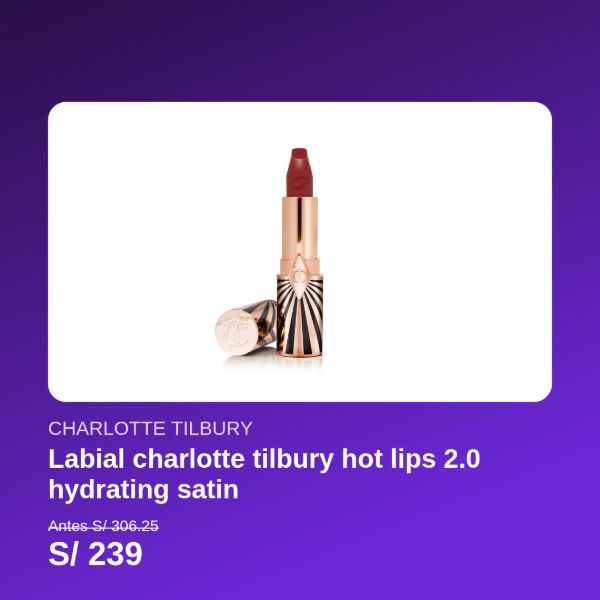 CHARLOTTE TILBURY
Labial charlotte tilbury hot lips 2.0
hydrating satin
Antes S/ 306.25
S/ 239